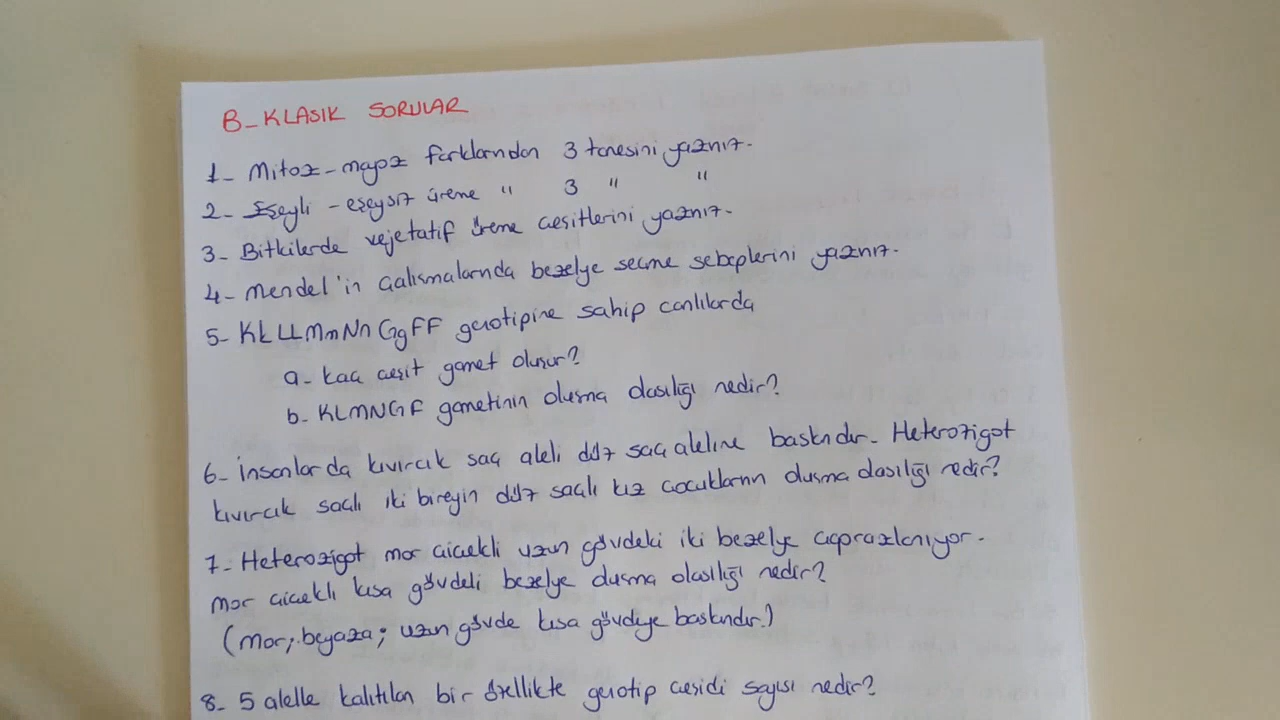 B- KLASIK SORULAR
1- Mitoz-mayoz farklarından 3 tanesini yazınız.
2- Eşeyli - eşeysiz üreme " 3 " "
3- Bitkilerde vejetatif üreme çeşitlerini yazınız.
4- Mendel'in çalışmalarında bezelye seçme sebeplerini yazınız.
5- KkLLMmNnGgFF genotipine sahip canlılarda
a- kaç çeşit gamet oluşur?
b- KLMNGF gametinin oluşma olasılığı nedir?
6- insanlarda kıvırcık saç aleli düz saç aleline baskındır. Heterozigot
kıvırcık saçlı iki bireyin düz saçlı kız çocuklarının oluşma olasılığı nedir?
7- Heterozigot mor çiçekli uzun gövdeki iki bezelye çaprazlanıyor.
mor çiçekli kısa gövdeli bezelye oluşma olasılığı nedir?
(mor; beyaza; uzun gövde kısa gövdeye baskındır.)
8- 5 alelle kalıtılan bir özellikte genotip çeşidi sayısı nedir?